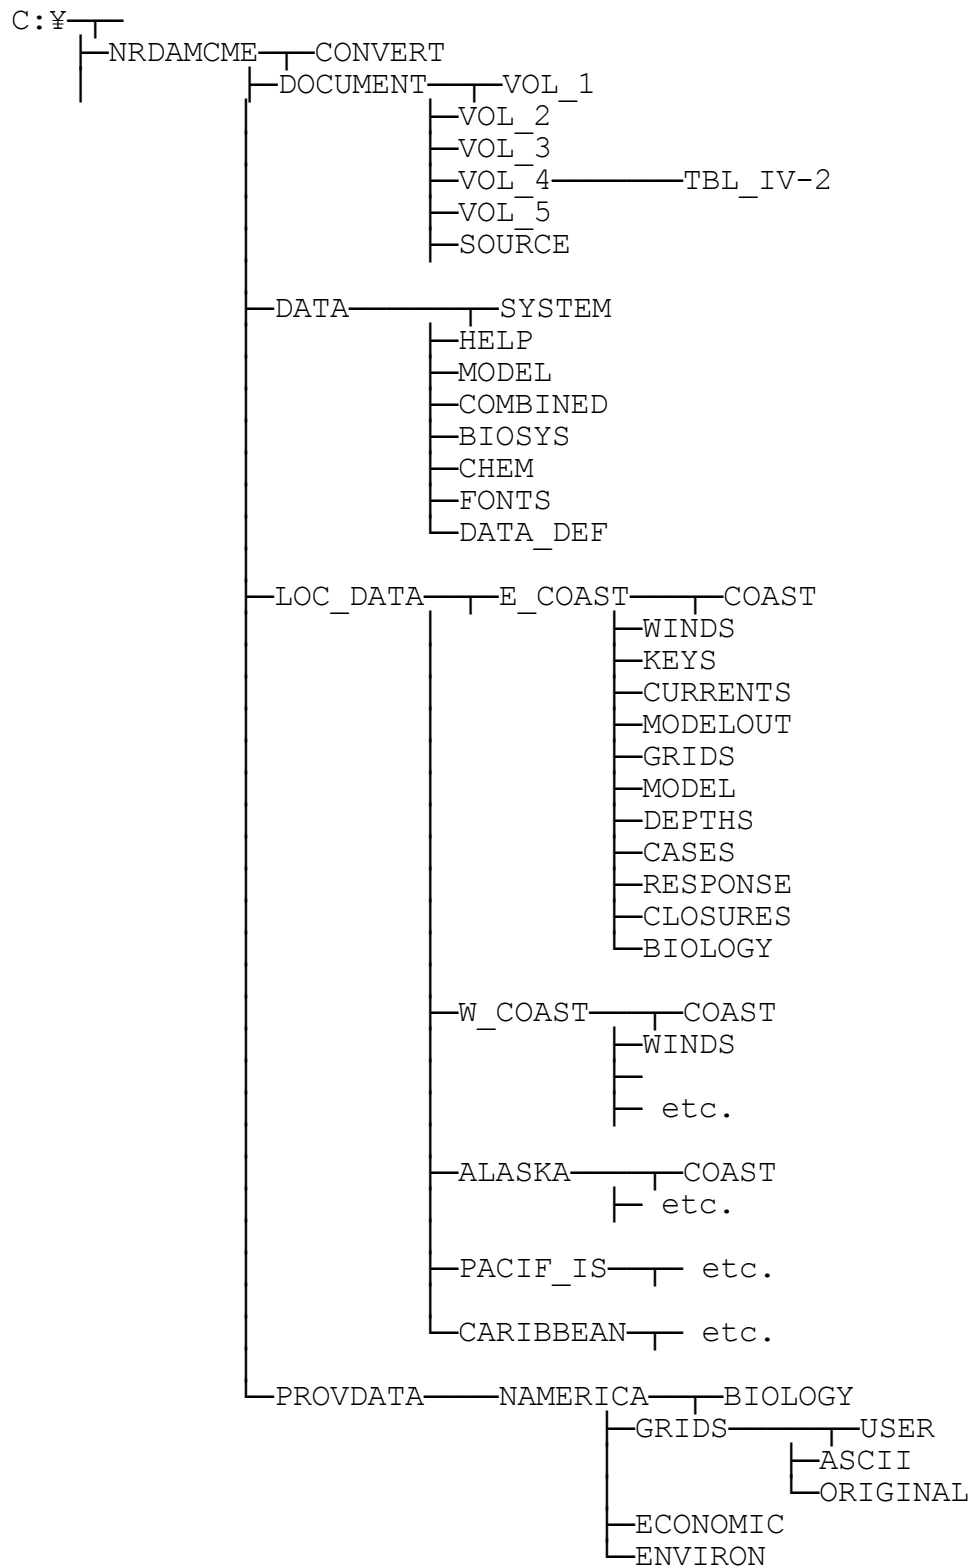 C:¥
NRDAMCME CONVERT
DOCUMENT VOL_1
VOL_2
VOL_3
VOL_4 TBL_IV-2
VOL_5
SOURCE
DATA SYSTEM
HELP
MODEL
COMBINED
BIOSYS
CHEM
FONTS
DATA_DEF
LOC_DATA E_COAST COAST
WINDS
KEYS
CURRENTS
MODELOUT
GRIDS
MODEL
DEPTHS
CASES
RESPONSE
CLOSURES
BIOLOGY
W_COAST COAST
WINDS
etc.
ALASKA COAST
etc.
PACIF_IS etc.
CARIBBEAN etc.
PROVDATA NAMERICA BIOLOGY
GRIDS USER
ASCII
ORIGINAL
ECONOMIC
ENVIRON